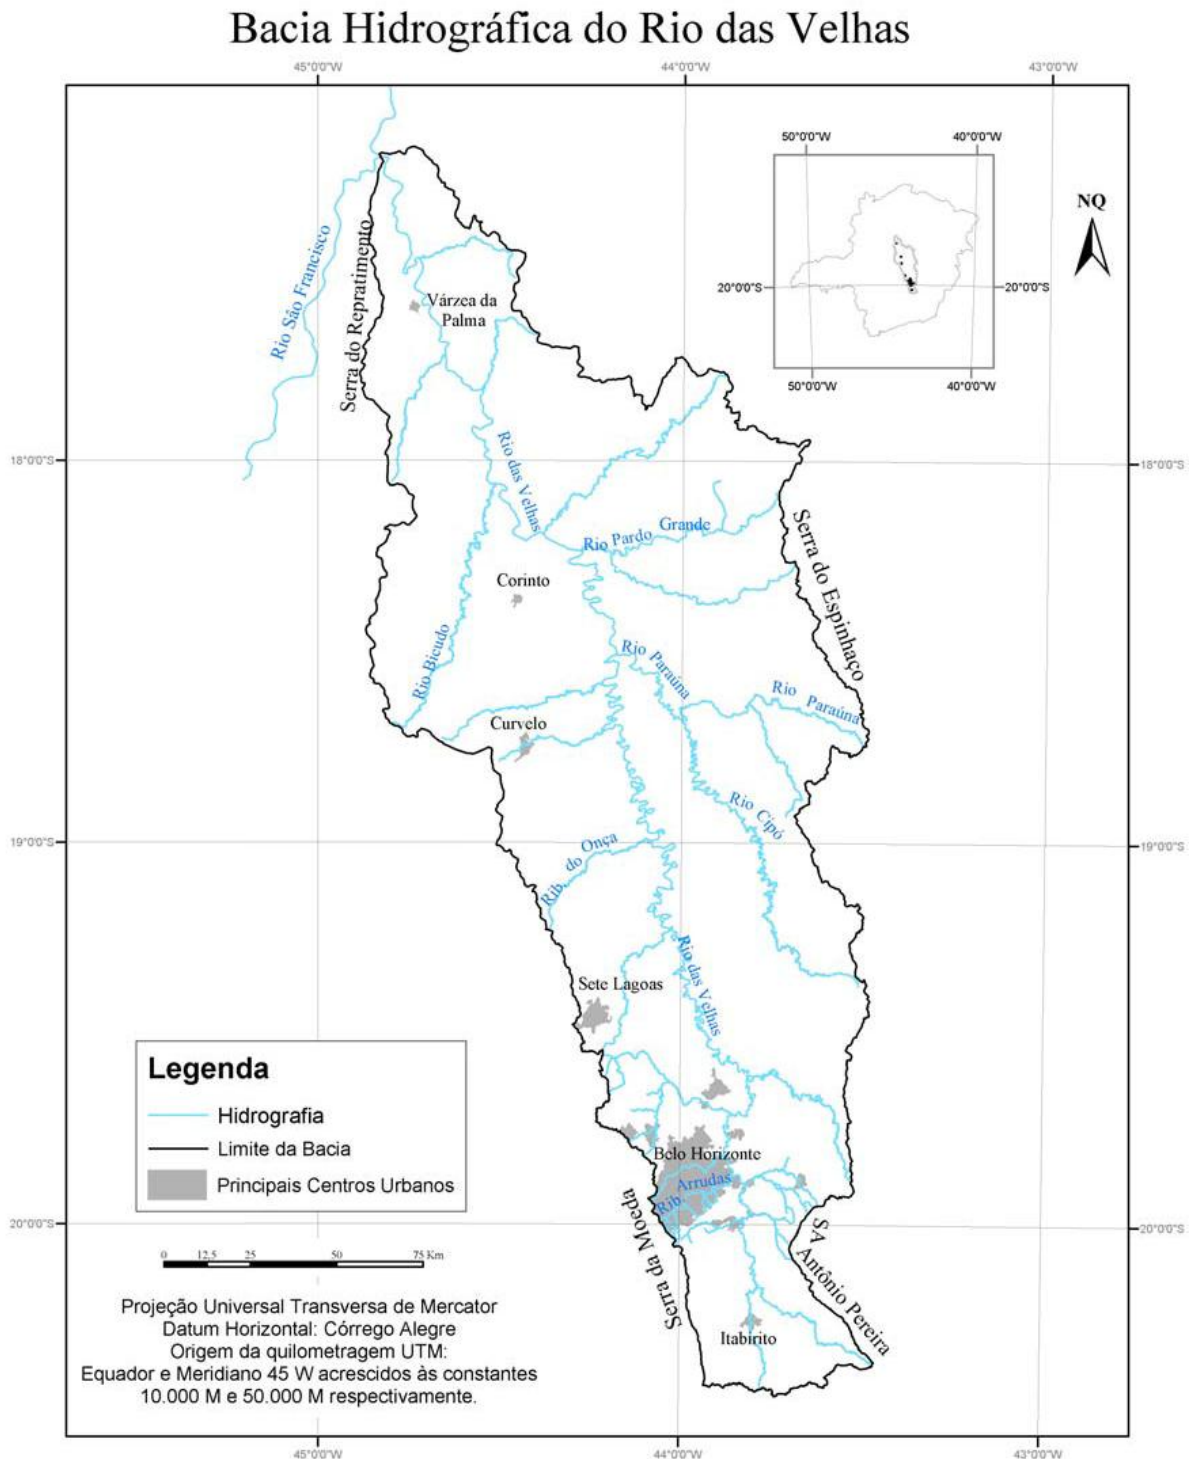 Bacia Hidrográfica do Rio das Velhas
45°0'0"W
44°0'0"W
43°0'0"W
50°0'0"W
40°0'0"W
NQ
20°0'0"S
20°0'0"S
50°0'0"W
40°0'0"W
Rio São Francisco
Serra do Repratimento
Várzea da
Palma
18°0'0"S
18°0'0"S
Rio das Velhas
Rio Pardo Grande
Serra do Espinhaço
Corinto
Rio Bicudo
Rio Paraúna
Rio Paraúna
Curvelo
Rio Cipó
19°0'0"S
19°0'0"S
Rib. do Onça
Rio das Velhas
Sete Lagoas
Legenda
Hidrografia
Limite da Bacia
Principais Centros Urbanos
Belo Horizonte
Rib. Arrudas
Serra da Moeda
20°0'0"S
20°0'0"S
SA Antônio Pereira
Itabirito
0 12,5 25 50 75 Km
Projeção Universal Transversa de Mercator
Datum Horizontal: Córrego Alegre
Origem da quilometragem UTM:
Equador e Meridiano 45 W acrescidos às constantes
10.000 M e 50.000 M respectivamente.
45°0'0"W
44°0'0"W
43°0'0"W